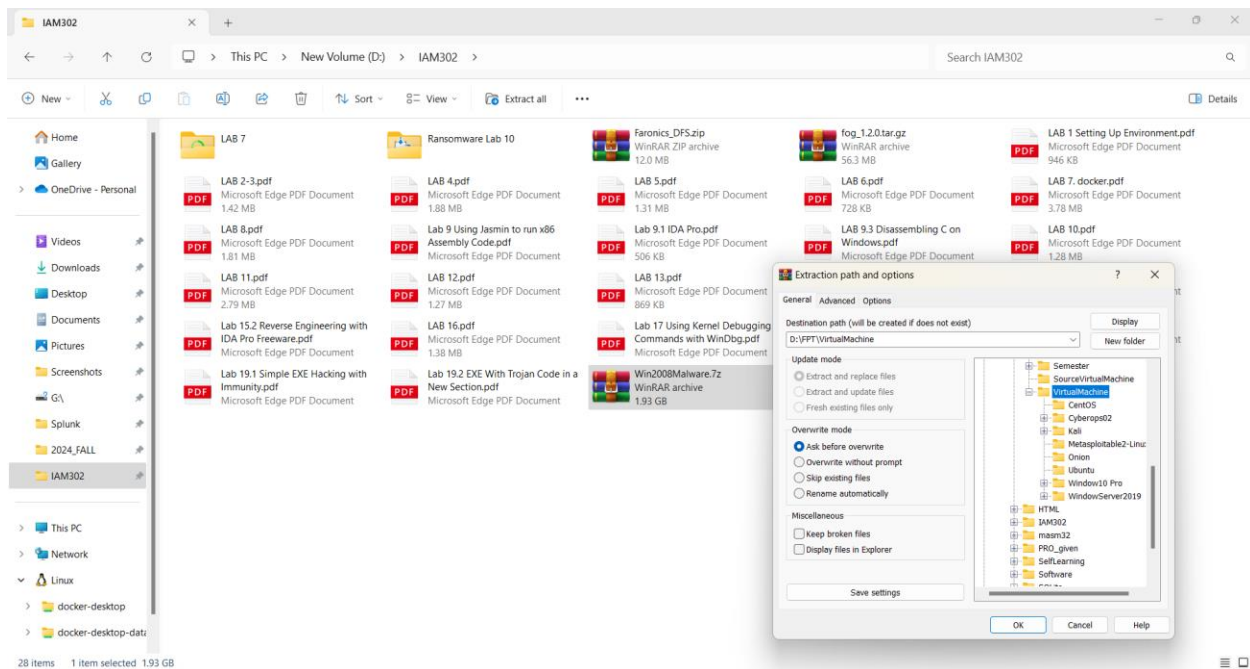 IAM302
This PC > New Volume (D:) > IAM302 >
Search IAM302
New
Sort
View
Extract all
Details
Home
Gallery
OneDrive - Personal
Videos
Downloads
Desktop
Documents
Pictures
Screenshots
G:\
Splunk
2024_FALL
IAM302
This PC
Network
Linux
docker-desktop
docker-desktop-data
LAB 7
Ransomware Lab 10
Faronics_DFS.zip
WinRAR ZIP archive
12.0 MB
fog_1.2.0.tar.gz
WinRAR archive
56.3 MB
LAB 1 Setting Up Environment.pdf
Microsoft Edge PDF Document
946 KB
LAB 2-3.pdf
Microsoft Edge PDF Document
1.42 MB
LAB 4.pdf
Microsoft Edge PDF Document
1.88 MB
LAB 5.pdf
Microsoft Edge PDF Document
1.31 MB
LAB 6.pdf
Microsoft Edge PDF Document
728 KB
LAB 7. docker.pdf
Microsoft Edge PDF Document
3.78 MB
LAB 8.pdf
Microsoft Edge PDF Document
1.81 MB
Lab 9 Using Jasmin to run x86
Assembly Code.pdf
Microsoft Edge PDF Document
Lab 9.1 IDA Pro.pdf
Microsoft Edge PDF Document
506 KB
LAB 9.3 Disassembling C on
Windows.pdf
Microsoft Edge PDF Document
LAB 10.pdf
Microsoft Edge PDF Document
1.28 MB
LAB 11.pdf
Microsoft Edge PDF Document
2.79 MB
LAB 12.pdf
Microsoft Edge PDF Document
1.27 MB
LAB 13.pdf
Microsoft Edge PDF Document
869 KB
Lab 15.2 Reverse Engineering with
IDA Pro Freeware.pdf
Microsoft Edge PDF Document
LAB 16.pdf
Microsoft Edge PDF Document
1.38 MB
Lab 17 Using Kernel Debugging
Commands with WinDbg.pdf
Microsoft Edge PDF Document
Lab 19.1 Simple EXE Hacking with
Immunity.pdf
Microsoft Edge PDF Document
Lab 19.2 EXE With Trojan Code in a
New Section.pdf
Microsoft Edge PDF Document
Win2008Malware.7z
WinRAR archive
1.93 GB
Extraction path and options
General Advanced Options
Destination path (will be created if does not exist)
D:\FPT\VirtualMachine
Display
New folder
Update mode
Extract and replace files
Extract and update files
Fresh existing files only
Overwrite mode
Ask before overwrite
Overwrite without prompt
Skip existing files
Rename automatically
Miscellaneous
Keep broken files
Display files in Explorer
Save settings
Semester
SourceVirtualMachine
VirtualMachine
CentOS
Cyberops02
Kali
Metasploitable2-Linu
Onion
Ubuntu
Window10 Pro
WindowServer2019
HTML
IAM302
masm32
PRO_given
SelfLearning
Software
OK
Cancel
Help
28 items 1 item selected 1.93 GB